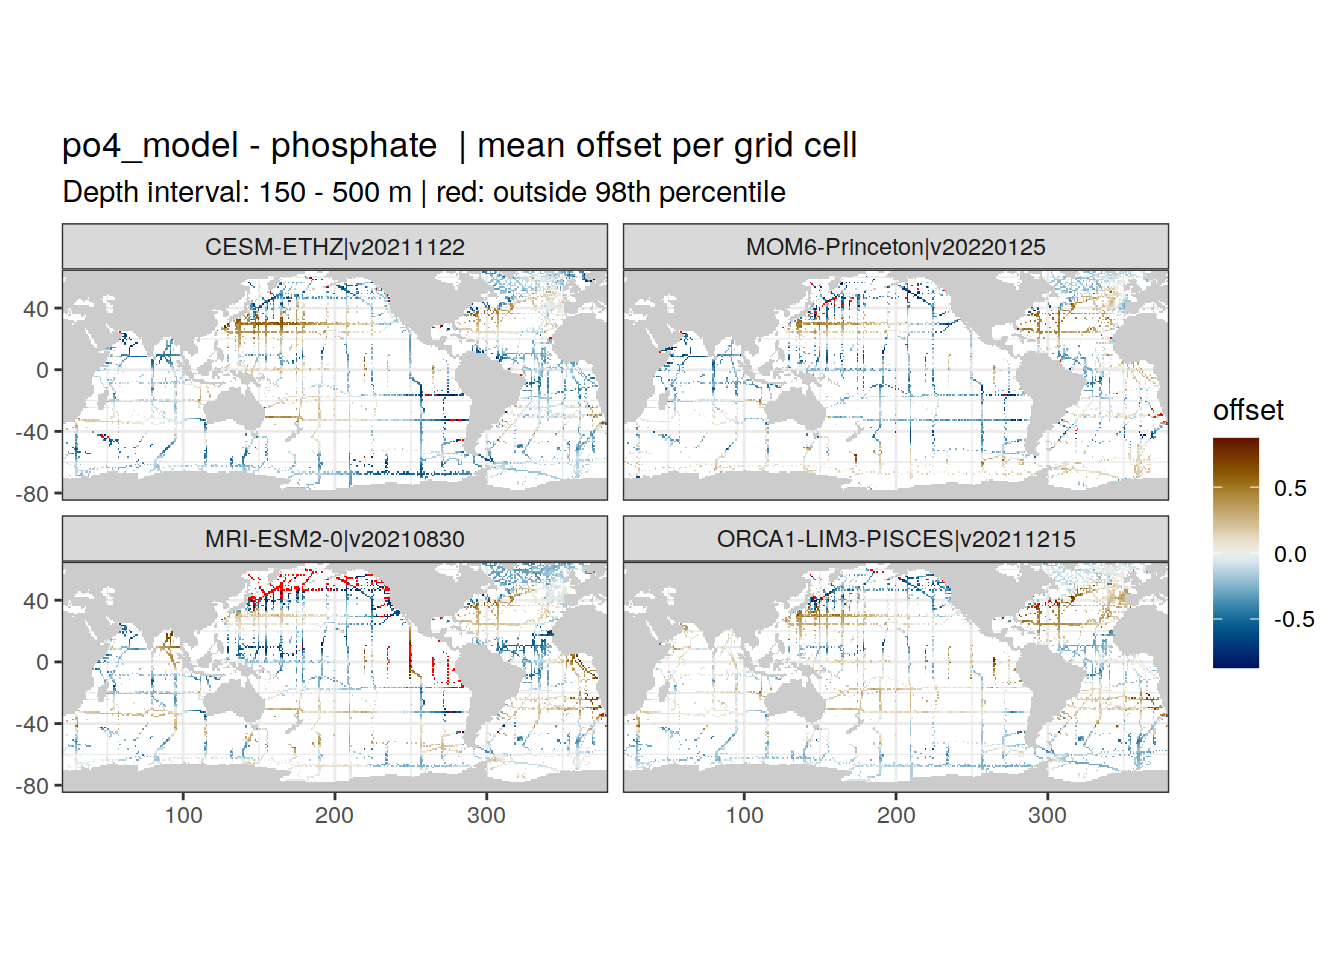 po4_model - phosphate  | mean offset per grid cell
Depth interval: 150 - 500 m | red: outside 98th percentile
CESM-ETHZ|v20211122
MOM6-Princeton|v20220125
40
0
-40
-80
MRI-ESM2-0|v20210830
ORCA1-LIM3-PISCES|v20211215
40
0
-40
-80
100
200
300
100
200
300
offset
0.5
0.0
-0.5